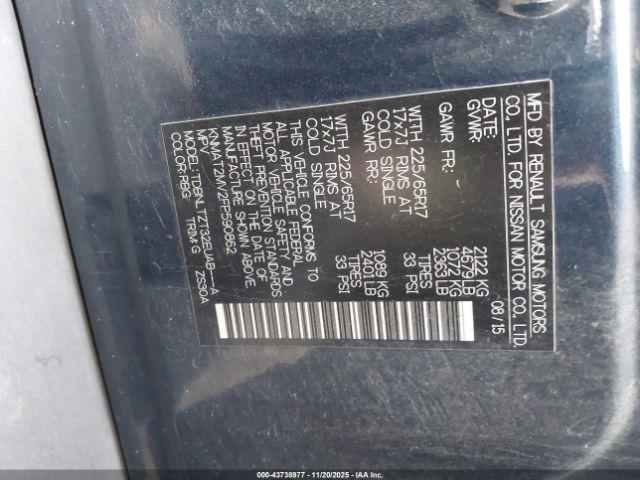 MFD BY RENAULT SAMSUNG MOTORS
CO., LTD. FOR NISSAN MOTOR CO., LTD.
DATE: 08/15
GVWR: 2122 KG
4679 LB
GAWR FR: 1072 KG
2363 LB
WITH 225/65R17 TIRES
17x7J RIMS AT 33 PSI
COLD SINGLE
GAWR RR: 1089 KG
2401 LB
WITH 225/65R17 TIRES
17x7J RIMS AT 33 PSI
COLD SINGLE
THIS VEHICLE CONFORMS TO
ALL APPLICABLE FEDERAL
MOTOR VEHICLE SAFETY AND
THEFT PREVENTION STANDARDS
IN EFFECT ON THE DATE OF
MANUFACTURE SHOWN ABOVE.
KNMAT2MV2FP550662
MPV
COLOR:RBG TRIM:G ZS30A
000-43738977 — 11/20/2025 — IAA Inc.